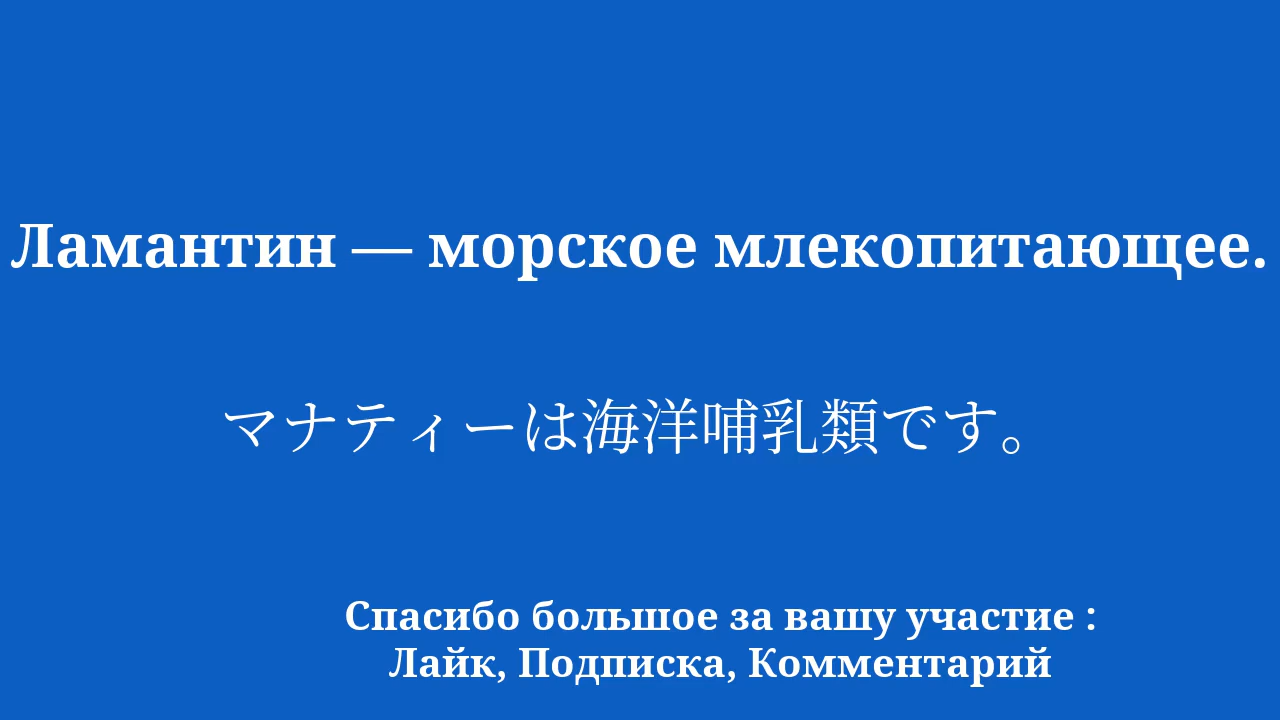 Ламантин — морское млекопитающее.
マナティーは海洋哺乳類です。
Спасибо большое за вашу участие :
Лайк, Подписка, Комментарий